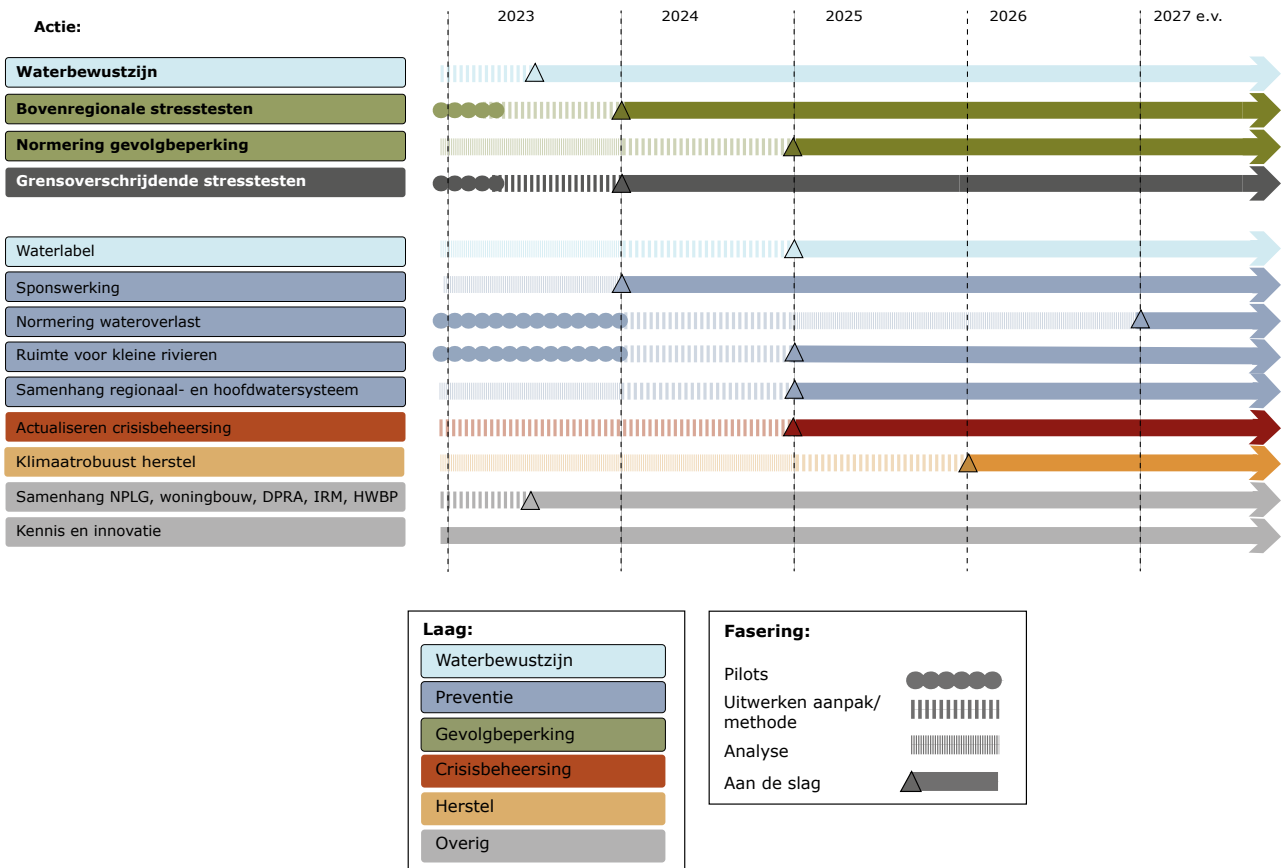 2023 2024 2025 2026 2027 e.v.
Actie:
Waterbewustzijn
Bovenregionale stresstesten
Normering gevolgbeperking
Grensoverschrijdende stresstesten
Waterlabel
Sponswerking
Normering wateroverlast
Ruimte voor kleine rivieren
Samenhang regionaal- en hoofdwatersysteem
Actualiseren crisisbeheersing
Klimaatrobuust herstel
Samenhang NPLG, woningbouw, DPRA, IRM, HWBP
Kennis en innovatie
Laag:
Waterbewustzijn
Preventie
Gevolgbeperking
Crisisbeheersing
Herstel
Overig
Fasering:
Pilots
Uitwerken aanpak/
methode
Analyse
Aan de slag